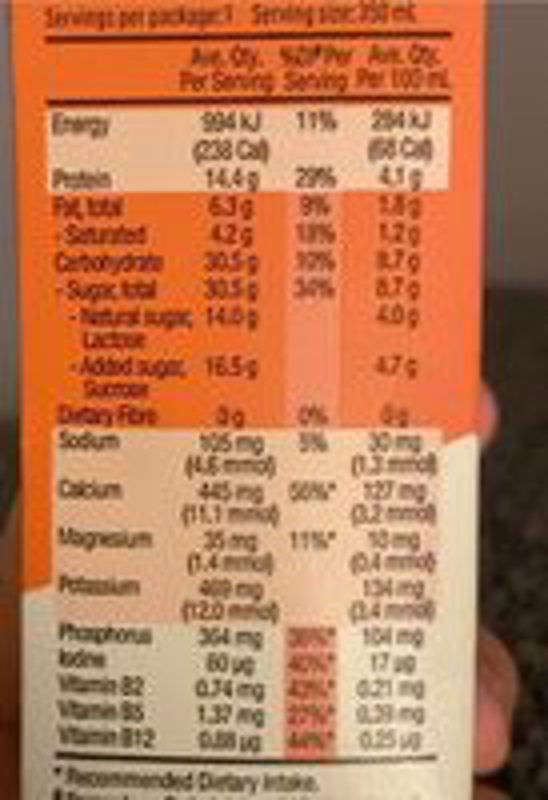 Servings per package: 1 Serving size: 350 mL
Ave. Qty. %DI# Per Ave. Qty.
Per Serving Serving Per 100 mL
Energy 994 kJ 11% 284 kJ
(238 Cal) (68 Cal)
Protein 14.4 g 29% 4.1 g
Fat, total 6.3 g 9% 1.8 g
- Saturated 4.2 g 18% 1.2 g
Carbohydrate 30.5 g 10% 8.7 g
- Sugar, total 30.5 g 34% 8.7 g
- Natural sugar, 14.0 g 4.0 g
Lactose
- Added sugar, 16.5 g 4.7 g
Sucrose
Dietary Fibre 0 g 0% 0 g
Sodium 105 mg 5% 30 mg
(4.6 mmol) (1.3 mmol)
Calcium 445 mg 56%* 127 mg
(11.1 mmol) (3.2 mmol)
Magnesium 35 mg 11%* 10 mg
(1.4 mmol) (0.4 mmol)
Potassium 469 mg 134 mg
(12.0 mmol) (3.4 mmol)
Phosphorus 364 mg 36%* 104 mg
Iodine 60 µg 40%* 17 µg
Vitamin B2 0.74 mg 43%* 0.21 mg
Vitamin B5 1.37 mg 27%* 0.39 mg
Vitamin B12 0.88 µg 44%* 0.25 µg
* Recommended Dietary Intake.